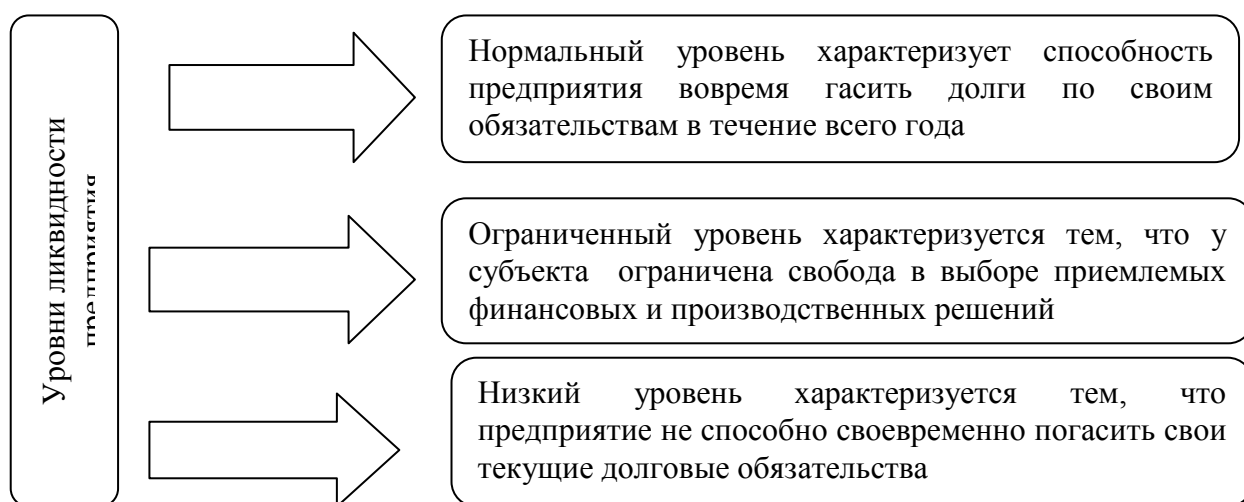 Уровни ликвидности
предприятия
Нормальный уровень характеризует способность
предприятия вовремя гасить долги по своим
обязательствам в течение всего года
Ограниченный уровень характеризуется тем, что у
субъекта ограничена свобода в выборе приемлемых
финансовых и производственных решений
Низкий уровень характеризуется тем, что
предприятие не способно своевременно погасить свои
текущие долговые обязательства